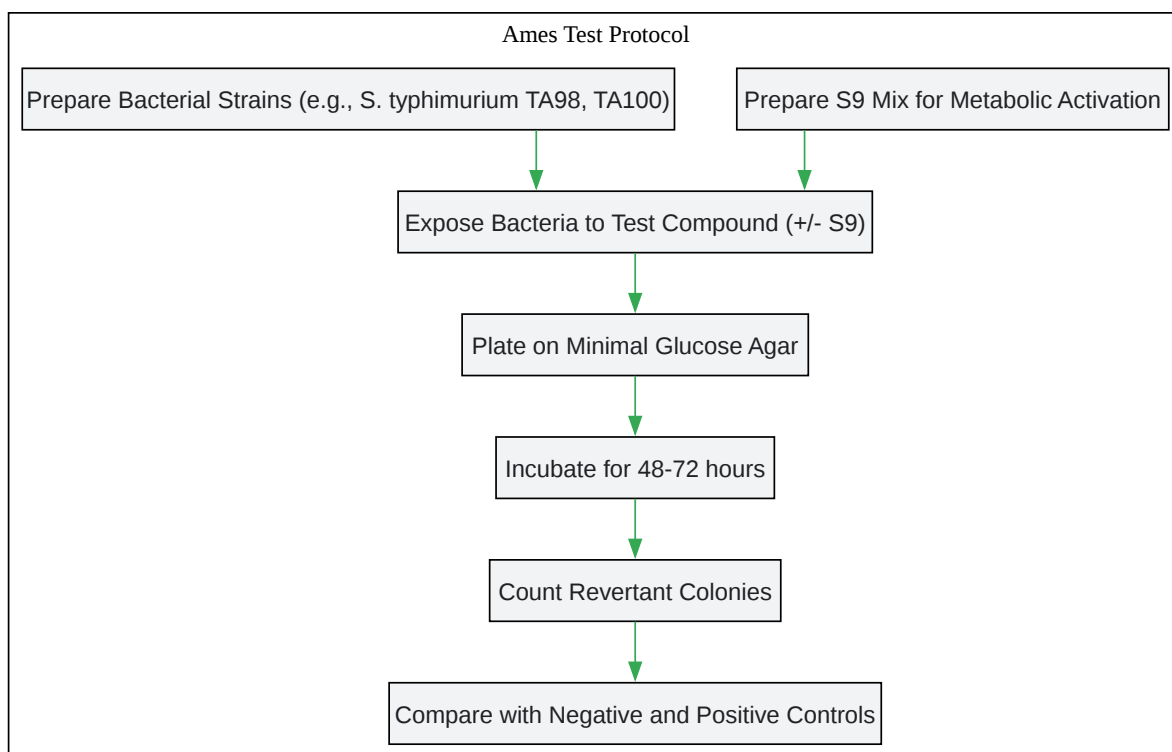 Ames Test Protocol
Prepare Bacterial Strains (e.g., S. typhimurium TA98, TA100)
Prepare S9 Mix for Metabolic Activation
Expose Bacteria to Test Compound (+/- S9)
Plate on Minimal Glucose Agar
Incubate for 48-72 hours
Count Revertant Colonies
Compare with Negative and Positive Controls